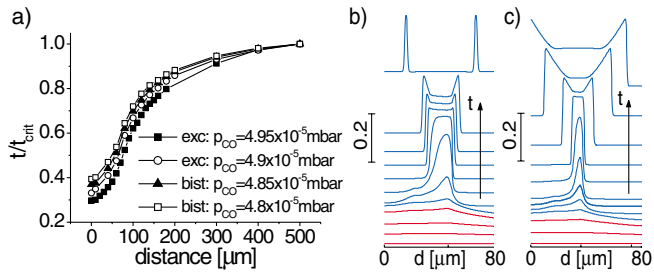 a)
t/t_crit
1.0
0.8
0.6
0.4
0.2
exc: p_CO=4.95x10^-5mbar
exc: p_CO=4.9x10^-5mbar
bist: p_CO=4.85x10^-5mbar
bist: p_CO=4.8x10^-5mbar
0 100 200 300 400 500
distance [µm]
b)
0.2
t
0 d [µm] 80
c)
0.2
t
0 d [µm] 80